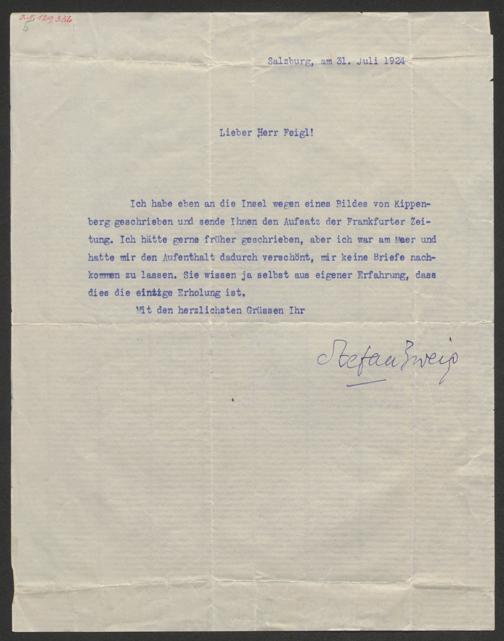 Salzburg, am 31. Juli 1924
Lieber Herr Feigl!
Ich habe eben an die Insel wegen eines Bildes von Kippen-
berg geschrieben und sende Ihnen den Aufsatz der Frankfurter Zei-
tung. Ich hätte gerne früher geschrieben, aber ich war am Meer und
hatte mir den Aufenthalt dadurch verschönt, mir keine Briefe nach-
kommen zu lassen. Sie wissen ja selbst aus eigener Erfahrung, dass
dies die einzige Erholung ist.
Mit den herzlichsten Grüssen Ihr
Stefan Zweig